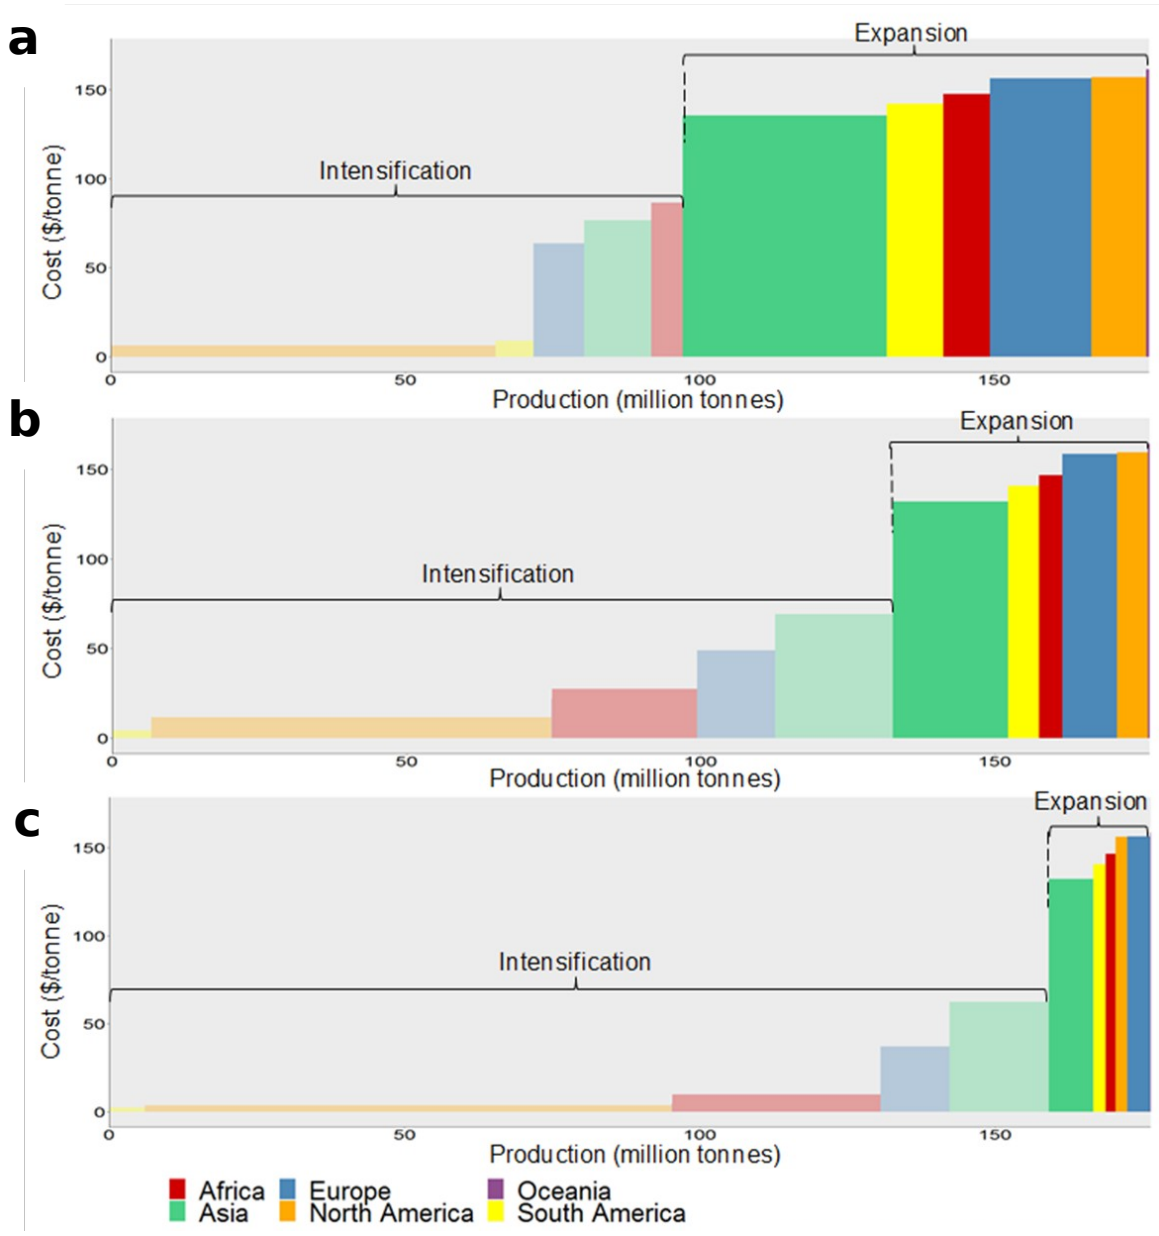 a
Expansion
150
Intensification
100
Cost ($/tonne)
50
0
0 50 100 150
Production (million tonnes)
b
Expansion
150
100
Intensification
Cost ($/tonne)
50
0
0 50 100 150
Production (million tonnes)
c
Expansion
150
100
Intensification
Cost ($/tonne)
50
0
0 50 100 150
Production (million tonnes)
Africa Europe Oceania
Asia North America South America